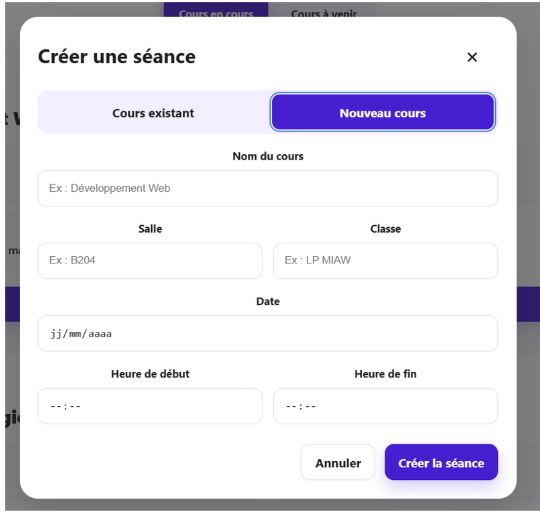 Cours en cours Cours à venir
Créer une séance ×
Cours existant Nouveau cours
Nom du cours
Ex : Développement Web
Salle Classe
Ex : B204 Ex : LP MIAW
Date
jj/mm/aaaa
Heure de début Heure de fin
--:-- --:--
Annuler Créer la séance